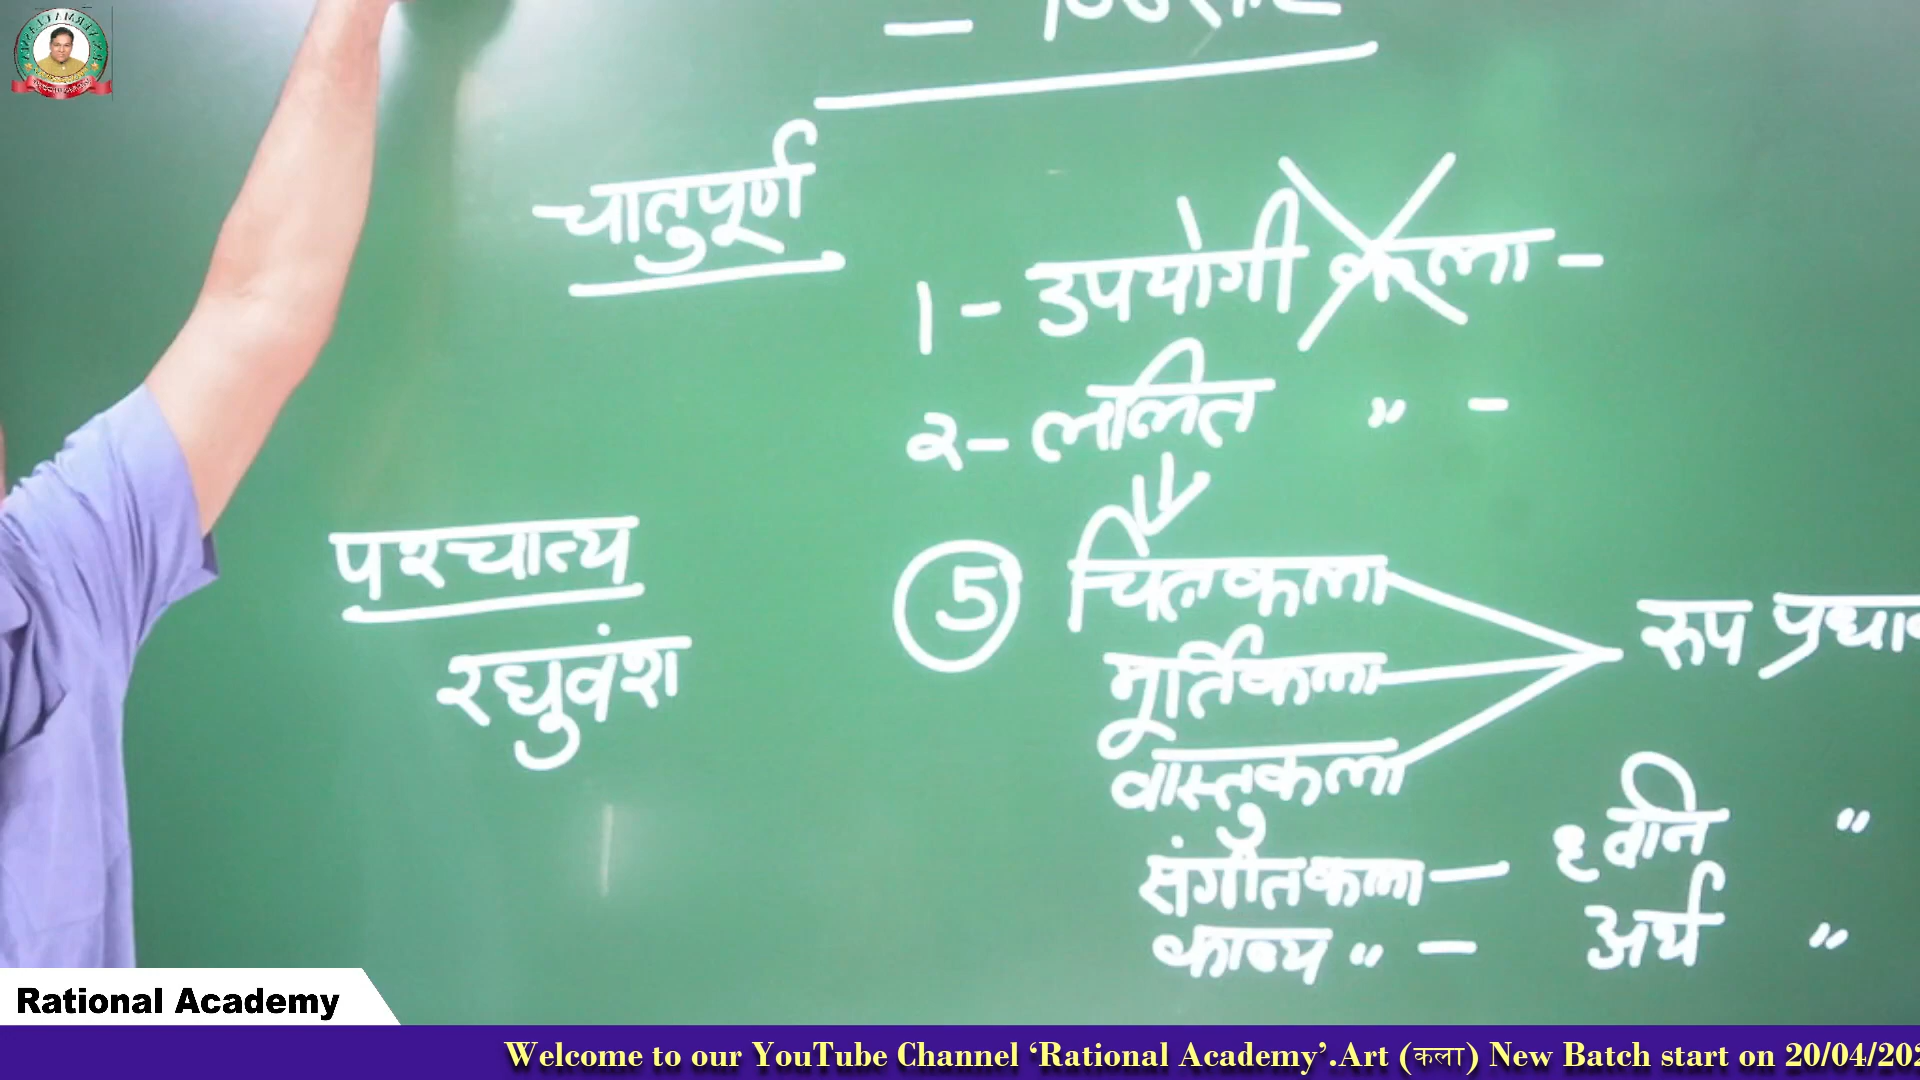 चातुपूर्ण
1 - उपयोगी कला -
२ - ललित " -
पश्चात्य
रघुवंश
5 चित्रकला
मूर्तिकला
वास्तुकला
रूप प्रधान
संगीतकला — ध्वनि "
काव्य " — अर्थ "
Rational Academy
Welcome to our YouTube Channel ‘Rational Academy’.Art (कला) New Batch start on 20/04/202